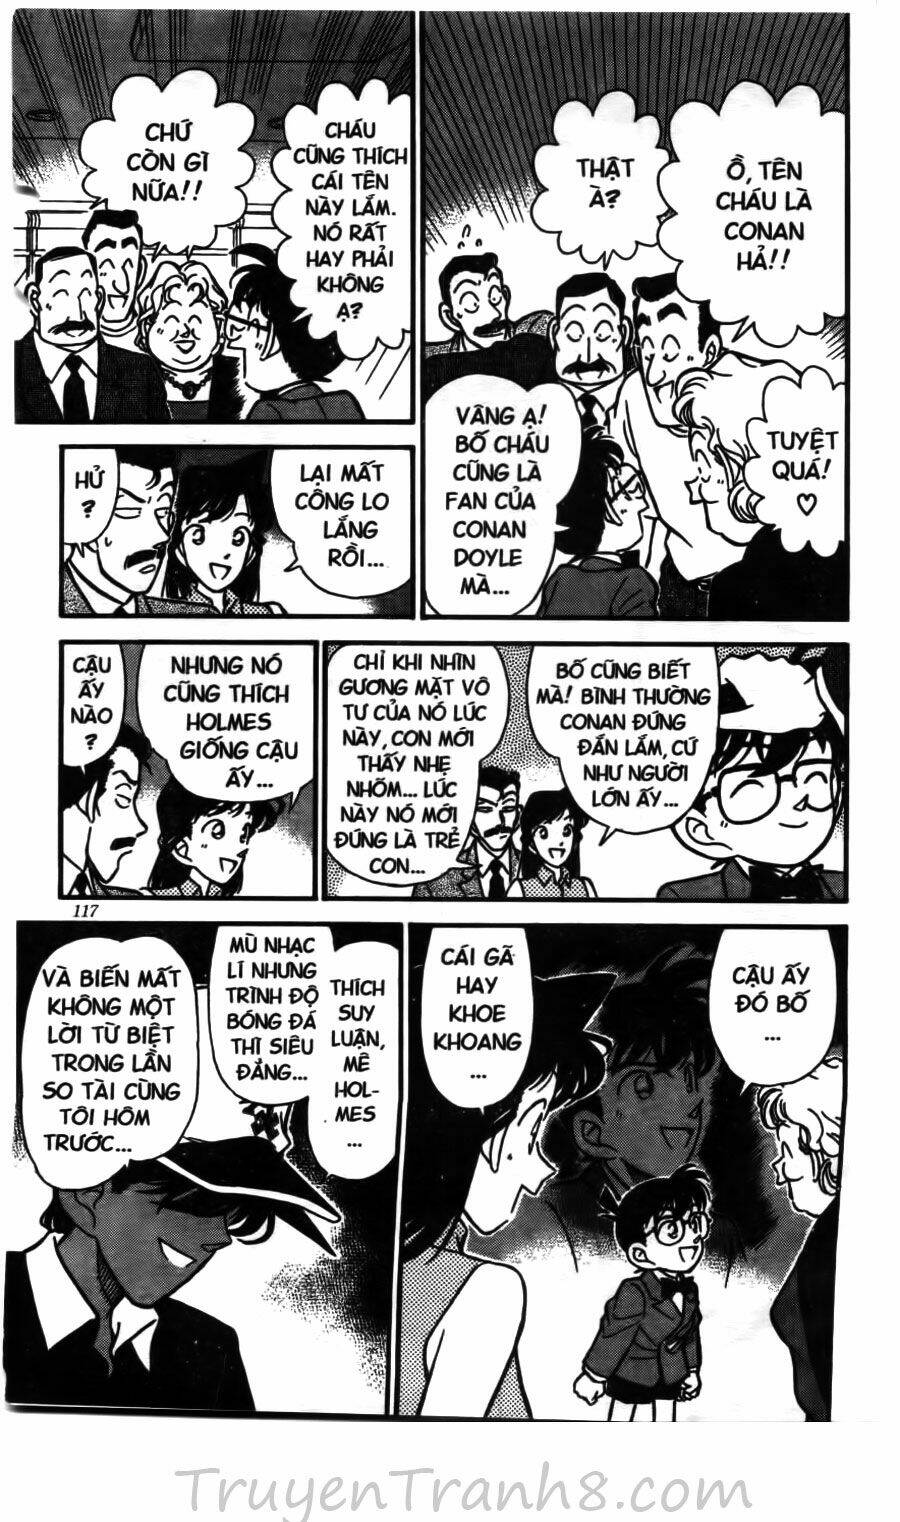 Ồ, TÊN
CHÁU LÀ
CONAN
HẢ!!
THẬT
À?
TUYỆT
QUÁ!
♡
VÂNG Ạ!
BỐ CHÁU
CŨNG LÀ
FAN CỦA
CONAN
DOYLE
MÀ...
CHÁU
CŨNG THÍCH
CÁI TÊN
NÀY LẮM.
NÓ RẤT
HAY PHẢI
KHÔNG
Ạ?
CHỨ
CÒN GÌ
NỮA!!
LẠI MẤT
CÔNG LO
LẮNG
RỒI...
HỬ
?
BỐ CŨNG BIẾT
MÀ! BÌNH THƯỜNG
CONAN ĐỨNG
ĐẮN LẮM, CỨ
NHƯ NGƯỜI
LỚN ẤY...
CHỈ KHI NHÌN
GƯƠNG MẶT VÔ
TƯ CỦA NÓ LÚC
NÀY, CON MỚI
THẤY NHẸ
NHÕM... LÚC
NÀY NÓ MỚI
ĐÚNG LÀ TRẺ
CON...
NHƯNG NÓ
CŨNG THÍCH
HOLMES
GIỐNG CẬU
ẤY...
CẬU
ẤY
NÀO
?
117
CẬU ẤY
ĐÓ BỐ
...
CÁI GÃ
HAY
KHOE
KHOANG
...
THÍCH
SUY
LUẬN,
MÊ
HOL-
MES
...
MÙ NHẠC
LÍ NHƯNG
TRÌNH ĐỘ
BÓNG ĐÁ
THÌ SIÊU
ĐẲNG...
VÀ BIẾN MẤT
KHÔNG MỘT
LỜI TỪ BIỆT
TRONG LẦN
SO TÀI CÙNG
TÔI HÔM
TRƯỚC...
TruyenTranh8.com